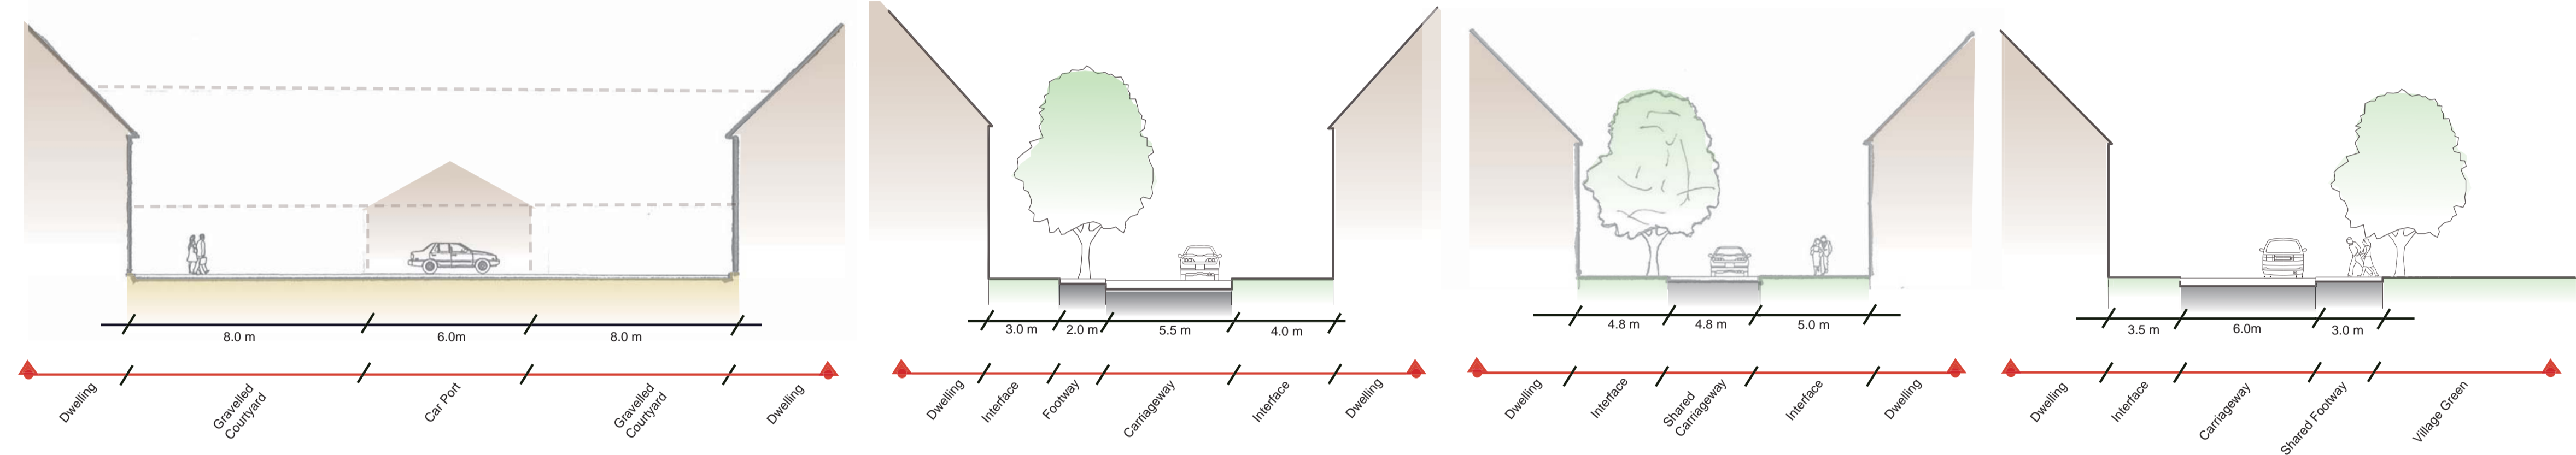 8.0 m
6.0m
8.0 m
Dwelling
Gravelled
Courtyard
Car Port
Gravelled
Courtyard
Dwelling
3.0 m
2.0 m
5.5 m
4.0 m
Dwelling
Interface
Footway
Carriageway
Interface
Dwelling
4.8 m
4.8 m
5.0 m
Dwelling
Interface
Shared
Carriageway
Interface
Dwelling
3.5 m
6.0m
3.0 m
Dwelling
Interface
Carriageway
Shared Footway
Village Green